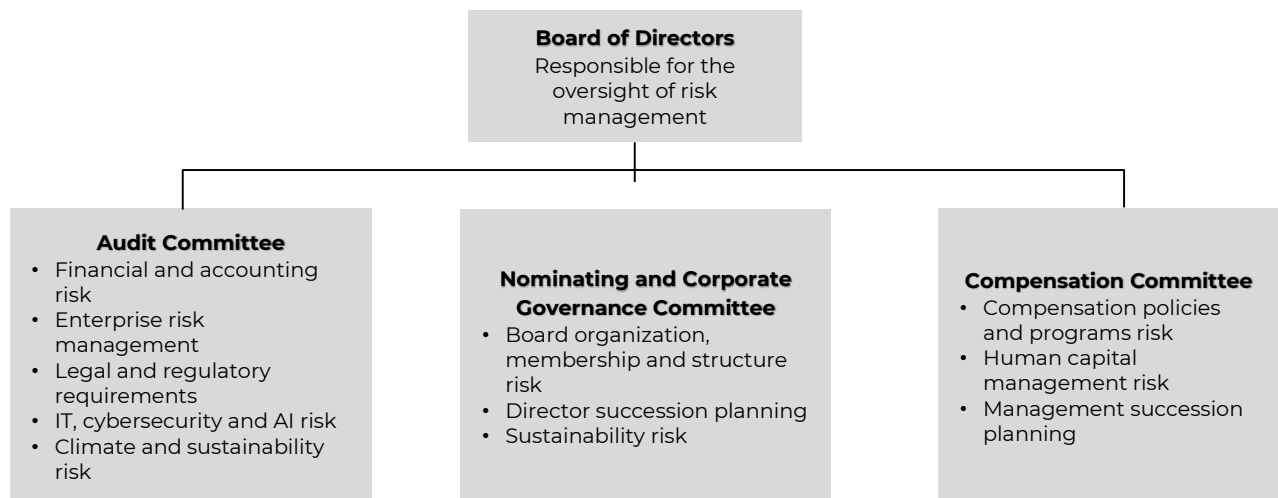 Board of Directors
Responsible for the
oversight of risk
management
Audit Committee
• Financial and accounting
risk
• Enterprise risk
management
• Legal and regulatory
requirements
• IT, cybersecurity and AI risk
• Climate and sustainability
risk
Nominating and Corporate
Governance Committee
• Board organization,
membership and structure
risk
• Director succession planning
• Sustainability risk
Compensation Committee
• Compensation policies
and programs risk
• Human capital
management risk
• Management succession
planning